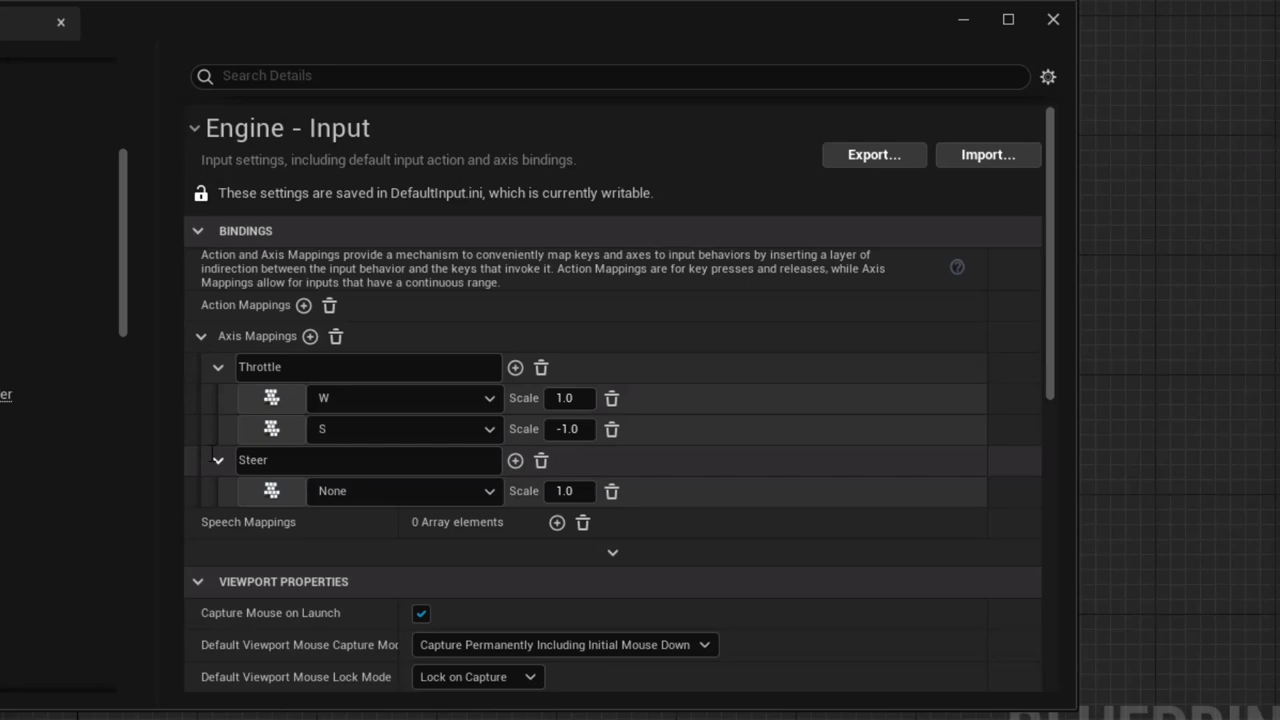 Search Details
Engine - Input
Input settings, including default input action and axis bindings.
Export...
Import...
These settings are saved in DefaultInput.ini, which is currently writable.
BINDINGS
Action and Axis Mappings provide a mechanism to conveniently map keys and axes to input behaviors by inserting a layer of
indirection between the input behavior and the keys that invoke it. Action Mappings are for key presses and releases, while Axis
Mappings allow for inputs that have a continuous range.
Action Mappings
Axis Mappings
Throttle
W Scale 1.0
er
S Scale -1.0
Steer
None Scale 1.0
Speech Mappings 0 Array elements
VIEWPORT PROPERTIES
Capture Mouse on Launch
Default Viewport Mouse Capture Mo Capture Permanently Including Initial Mouse Down
Default Viewport Mouse Lock Mode Lock on Capture